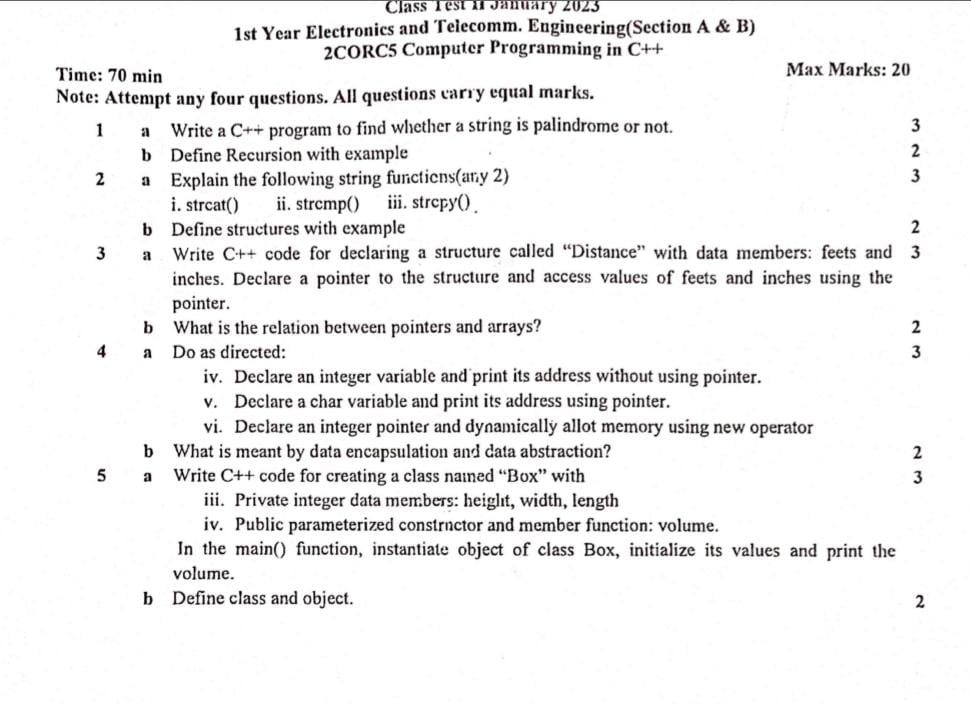 Class Test II January 2023
1st Year Electronics and Telecomm. Engineering(Section A & B)
2CORC5 Computer Programming in C++
Time: 70 min Max Marks: 20
Note: Attempt any four questions. All questions carry equal marks.
1 a Write a C++ program to find whether a string is palindrome or not. 3
b Define Recursion with example 2
2 a Explain the following string functions(any 2) 3
i. strcat() ii. strcmp() iii. strcpy()
b Define structures with example 2
3 a Write C++ code for declaring a structure called “Distance” with data members: feets and 3
inches. Declare a pointer to the structure and access values of feets and inches using the
pointer.
b What is the relation between pointers and arrays? 2
4 a Do as directed: 3
iv. Declare an integer variable and print its address without using pointer.
v. Declare a char variable and print its address using pointer.
vi. Declare an integer pointer and dynamically allot memory using new operator
b What is meant by data encapsulation and data abstraction? 2
5 a Write C++ code for creating a class named “Box” with 3
iii. Private integer data members: height, width, length
iv. Public parameterized constructor and member function: volume.
In the main() function, instantiate object of class Box, initialize its values and print the
volume.
b Define class and object. 2